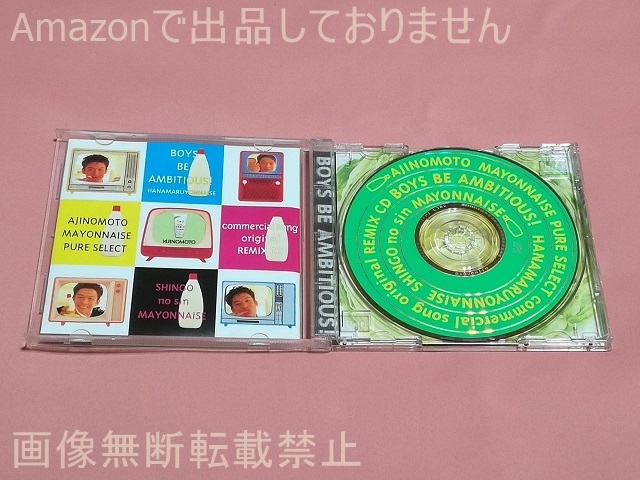 Amazonで出品しておりません
BOYS
BE
AMBITIOUS!
HANAMARUYONNAISE
AJINOMOTO
MAYONNAISE
PURE SELECT
AJINOMOTO
commercial song
original
REMIX CD
SHINGO
no sin
MAYONNAISE
BOYS BE AMBITIOUS!
AJINOMOTO MAYONNAISE PURE SELECT commercial song original REMIX CD
BOYS BE AMBITIOUS! HANAMARUYONNAISE SHINGO no sin MAYONNAISE
画像無断転載禁止